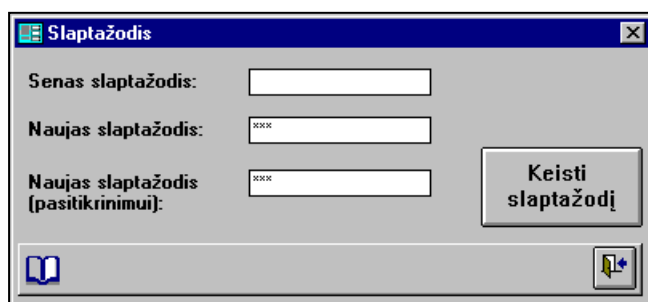 Slaptažodis
Senas slaptažodis:
Naujas slaptažodis:
***
Naujas slaptažodis
(pasitikrinimui):
***
Keisti
slaptažodį